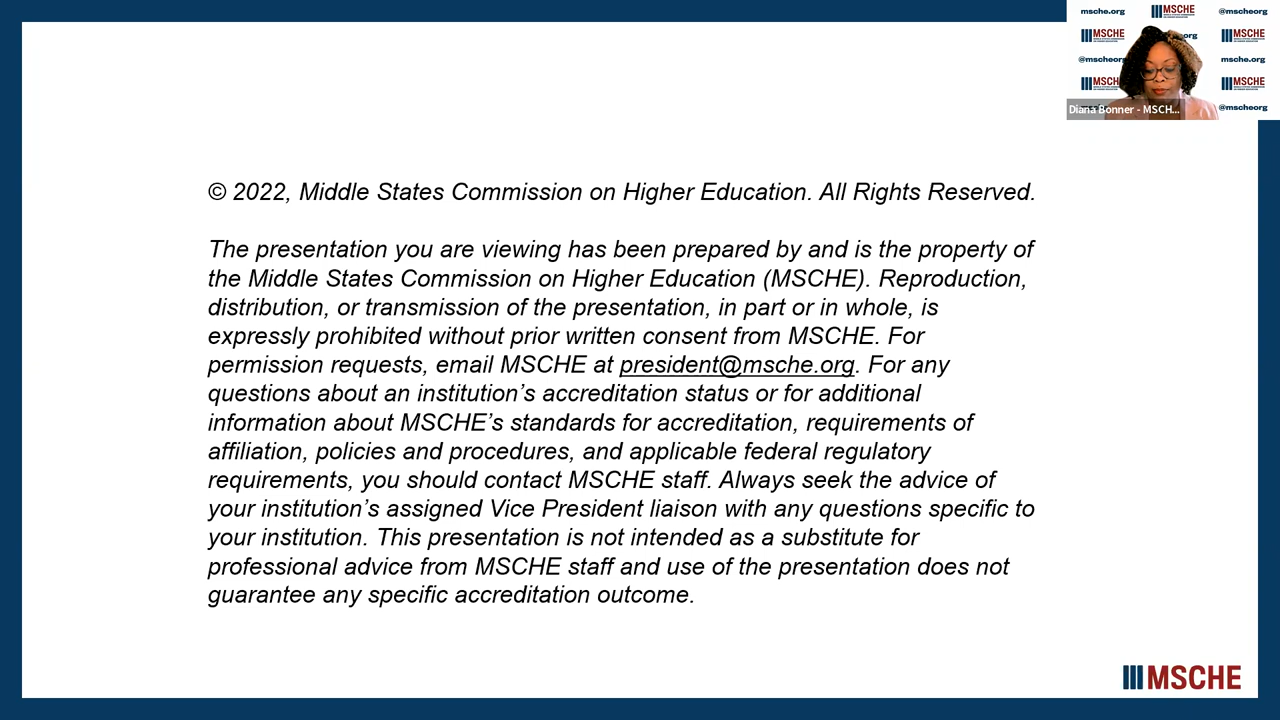 msche.org
MSCHE
@mscheorg
MSCHE
org
MSCHE
@mscheorg
msche.org
MSCHE
MSCHE
@mscheorg
Diana Bonner - MSCH...
© 2022, Middle States Commission on Higher Education. All Rights Reserved.
The presentation you are viewing has been prepared by and is the property of
the Middle States Commission on Higher Education (MSCHE). Reproduction,
distribution, or transmission of the presentation, in part or in whole, is
expressly prohibited without prior written consent from MSCHE. For
permission requests, email MSCHE at president@msche.org. For any
questions about an institution’s accreditation status or for additional
information about MSCHE’s standards for accreditation, requirements of
affiliation, policies and procedures, and applicable federal regulatory
requirements, you should contact MSCHE staff. Always seek the advice of
your institution’s assigned Vice President liaison with any questions specific to
your institution. This presentation is not intended as a substitute for
professional advice from MSCHE staff and use of the presentation does not
guarantee any specific accreditation outcome.
MSCHE